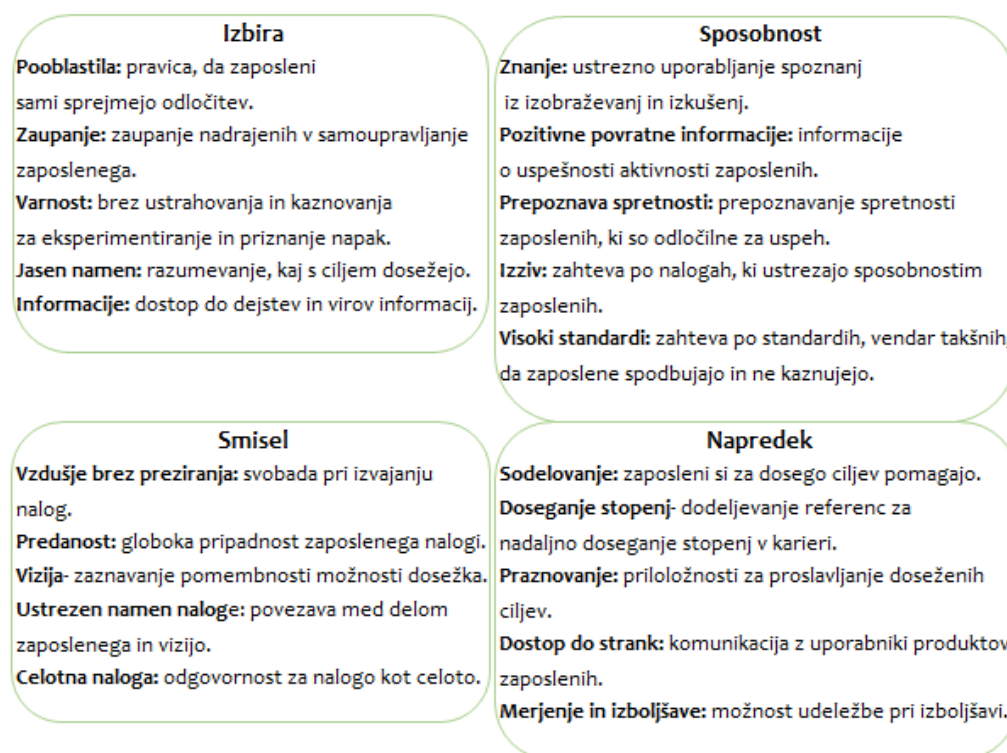 Izbira
Pooblastila: pravica, da zaposleni
sami sprejmejo odločitev.
Zaupanje: zaupanje nadrajenih v samoupravljanje
zaposlenega.
Varnost: brez ustrahovanja in kaznovanja
za eksperimentiranje in priznanje napak.
Jasen namen: razumevanje, kaj s ciljem dosežejo.
Informacije: dostop do dejstev in virov informacij.
Sposobnost
Znanje: ustrezno uporabljanje spoznanj
iz izobraževanj in izkušenj.
Pozitivne povratne informacije: informacije
o uspešnosti aktivnosti zaposlenih.
Prepoznava spretnosti: prepoznavanje spretnosti
zaposlenih, ki so odločilne za uspeh.
Izziv: zahteva po nalogah, ki ustrezajo sposobnostim
zaposlenih.
Visoki standardi: zahteva po standardih, vendar takšnih,
da zaposlene spodbujajo in ne kaznujejo.
Smisel
Vzdušje brez preziranja: svobada pri izvajanju
nalog.
Predanost: globoka pripadnost zaposlenega nalogi.
Vizija- zaznavanje pomembnosti možnosti dosežka.
Ustrezen namen naloge: povezava med delom
zaposlenega in vizijo.
Celotna naloga: odgovornost za nalogo kot celoto.
Napredek
Sodelovanje: zaposleni si za dosego ciljev pomagajo.
Doseganje stopenj- dodeljevanje referenc za
nadaljno doseganje stopenj v karieri.
Praznovanje: priloložnosti za proslavljanje doseženih
ciljev.
Dostop do strank: komunikacija z uporabniki produktov
zaposlenih.
Merjenje in izboljšave: možnost udeležbe pri izboljšavi.